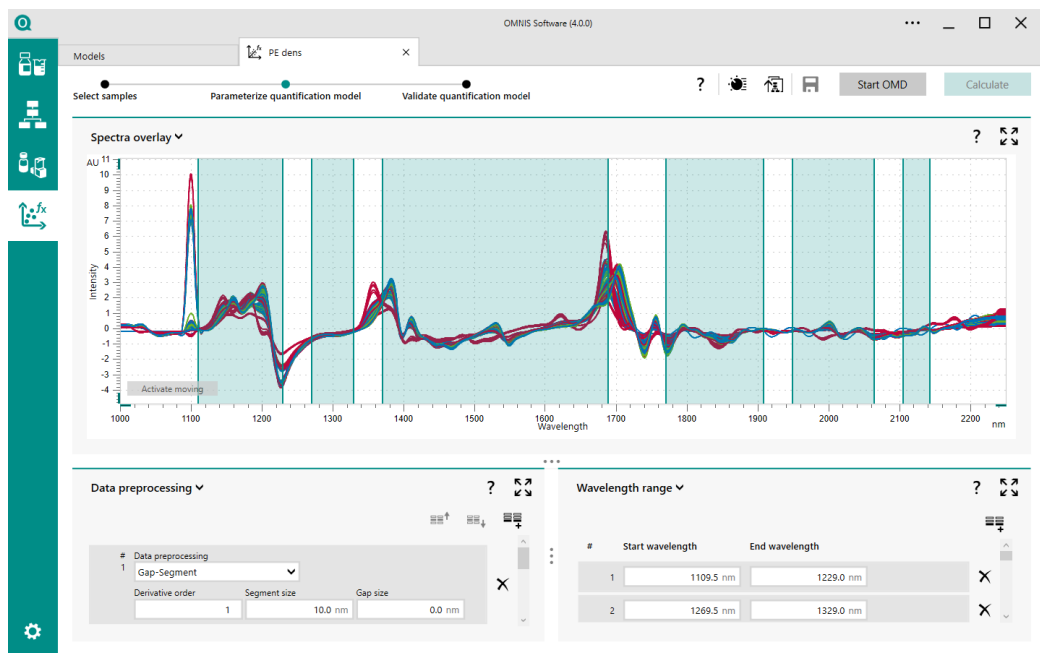 OMNIS Software (4.0.0)
Models
PE dens
Select samples
Parameterize quantification model
Validate quantification model
?
Start OMD
Calculate
Spectra overlay
?
AU
11
10
9
8
7
6
5
4
3
2
1
0
-1
-2
-3
-4
Intensity
Activate moving
1000 1100 1200 1300 1400 1500 1600 1700 1800 1900 2000 2100 2200 nm
Wavelength
Data preprocessing
?
# Data preprocessing
1 Gap-Segment
Derivative order Segment size Gap size
1 10.0 nm 0.0 nm
Wavelength range
?
# Start wavelength End wavelength
1 1109.5 nm 1229.0 nm
2 1269.5 nm 1329.0 nm